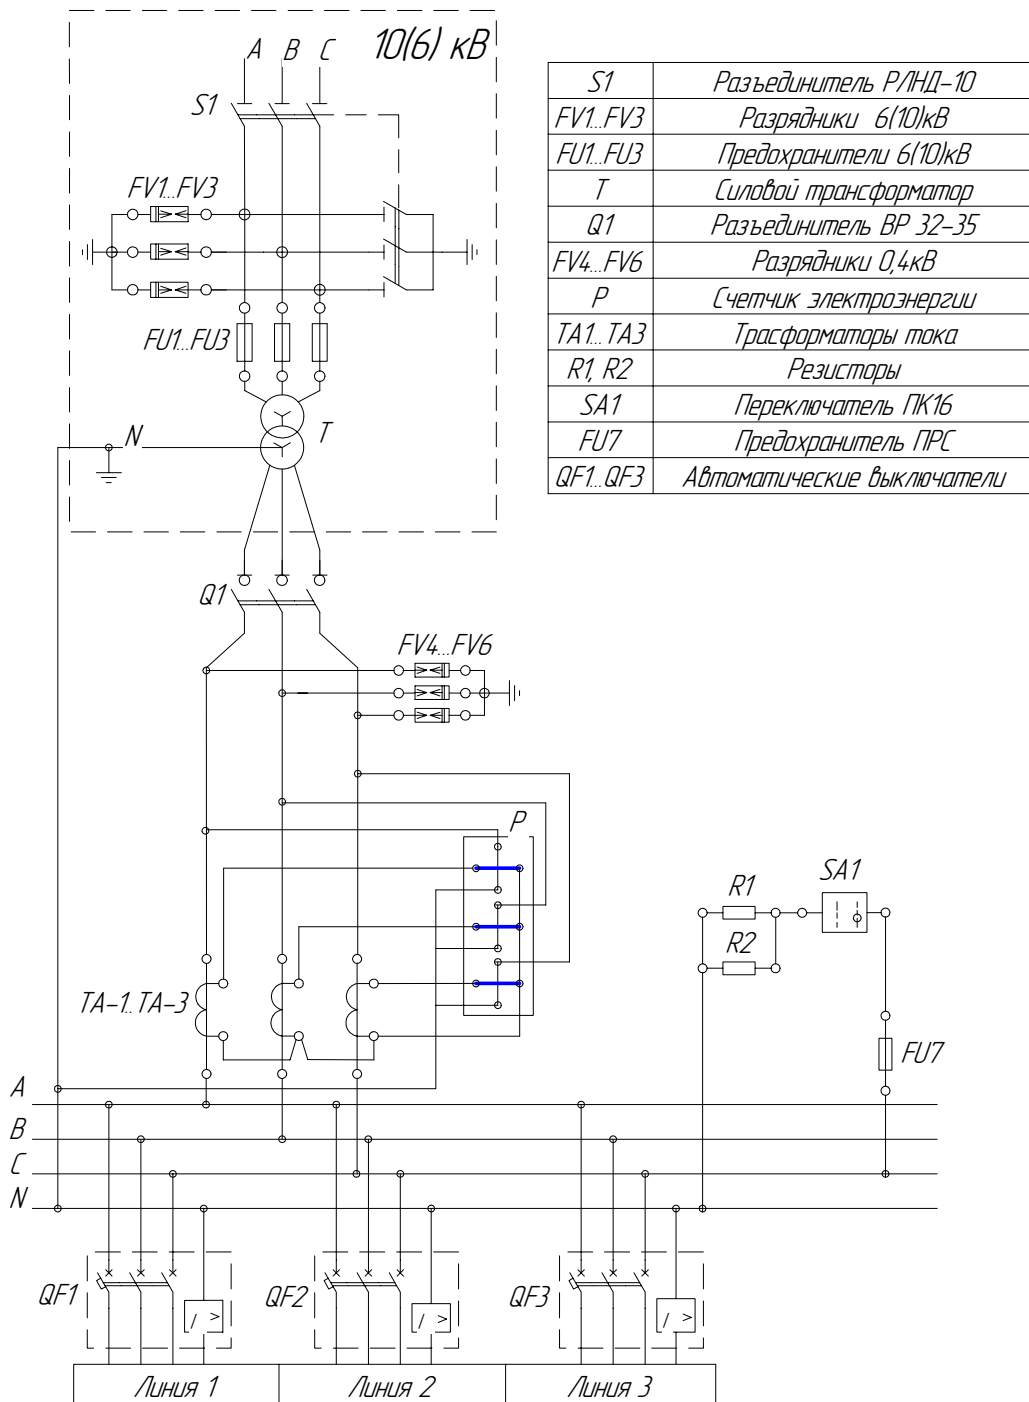 10(6) кВ
A B C
S1
FV1...FV3
FU1...FU3
T
N
Q1
FV4...FV6
P
TA-1...TA-3
R1
R2
SA1
FU7
A
B
C
N
QF1
QF2
QF3
I >
I >
I >
Линия 1
Линия 2
Линия 3
S1 Разъединитель РЛНД-10
FV1...FV3 Разрядники 6(10)кВ
FU1...FU3 Предохранители 6(10)кВ
T Силовой трансформатор
Q1 Разъединитель ВР 32-35
FV4...FV6 Разрядники 0,4кВ
P Счетчик электроэнергии
TA1...TA3 Трасформаторы тока
R1, R2 Резисторы
SA1 Переключатель ПК16
FU7 Предохранитель ПРС
QF1...QF3 Автоматические выключатели